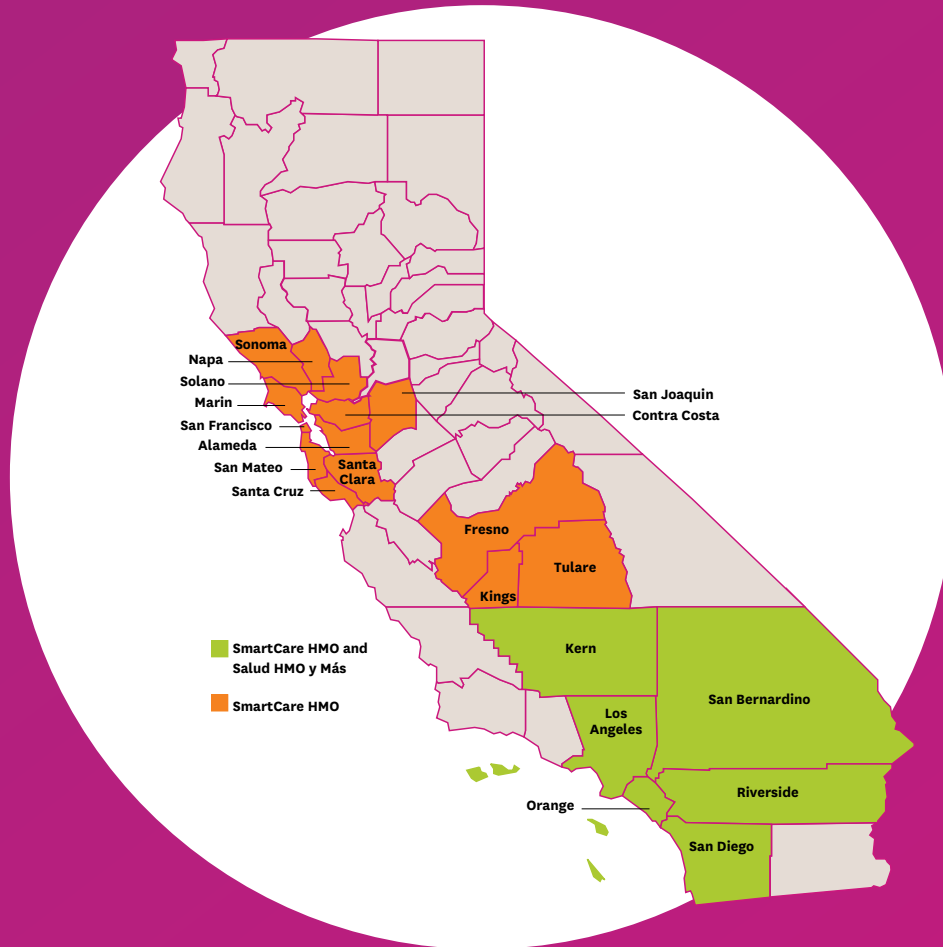 Sonoma
Napa
Solano
Marin
San Francisco
Alameda
San Mateo
Santa Cruz
Santa
Clara
San Joaquin
Contra Costa
Fresno
Tulare
Kings
SmartCare HMO and
Salud HMO y Más
SmartCare HMO
Kern
San Bernardino
Los
Angeles
Orange
Riverside
San Diego